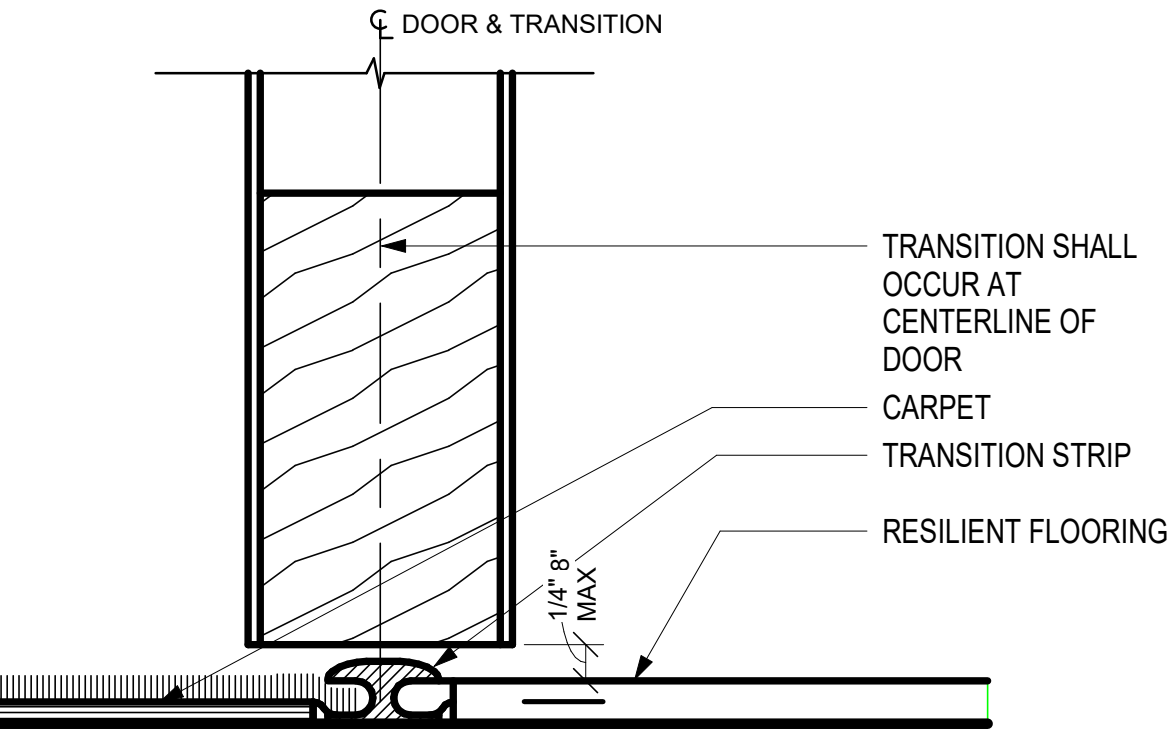 ℄ DOOR & TRANSITION
TRANSITION SHALL
OCCUR AT
CENTERLINE OF
DOOR
CARPET
TRANSITION STRIP
RESILIENT FLOORING
1/4" 8"
MAX